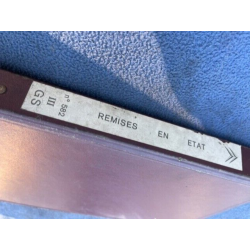 n° 582
III
GS
REMISES EN ETAT